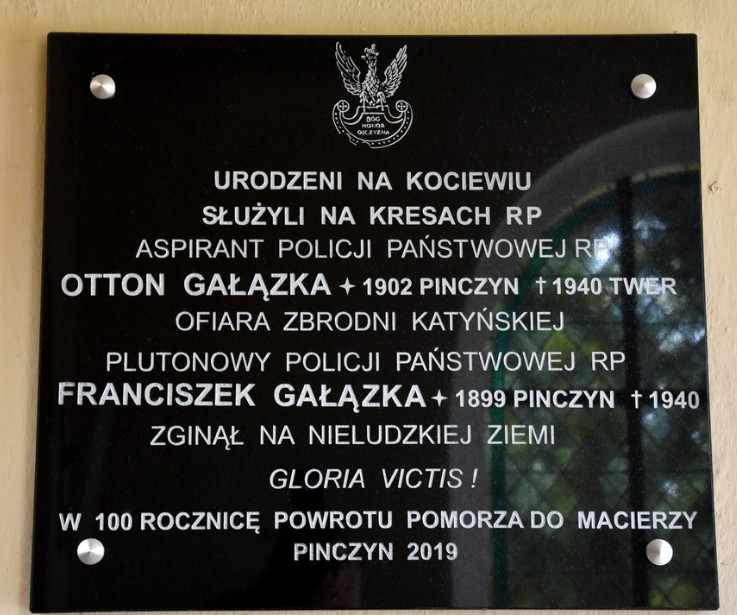 BÓG
HONOR
OJCZYZNA
URODZENI NA KOCIEWIU
SŁUŻYLI NA KRESACH RP
ASPIRANT POLICJI PAŃSTWOWEJ RP
OTTON GAŁĄZKA ✦ 1902 PINCZYN † 1940 TWER
OFIARA ZBRODNI KATYŃSKIEJ
PLUTONOWY POLICJI PAŃSTWOWEJ RP
FRANCISZEK GAŁĄZKA ✦ 1899 PINCZYN † 1940
ZGINĄŁ NA NIELUDZKIEJ ZIEMI
GLORIA VICTIS !
W 100 ROCZNICĘ POWROTU POMORZA DO MACIERZY
PINCZYN 2019